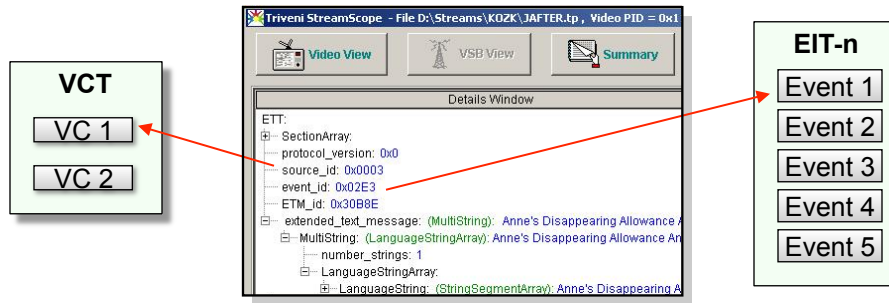 VCT
VC 1
VC 2
Triveni StreamScope - File D:\Streams\KOZK\JAFTER.tp , Video PID = 0x1
Video View
VSB View
Summary
Details Window
ETT:
SectionArray:
protocol_version: 0x0
source_id: 0x0003
event_id: 0x02E3
ETM_id: 0x30B8E
extended_text_message: (MultiString): Anne's Disappearing Allowance A
MultiString: (LanguageStringArray): Anne's Disappearing Allowance An
number_strings: 1
LanguageStringArray:
LanguageString: (StringSegmentArray): Anne's Disappearing A
EIT-n
Event 1
Event 2
Event 3
Event 4
Event 5